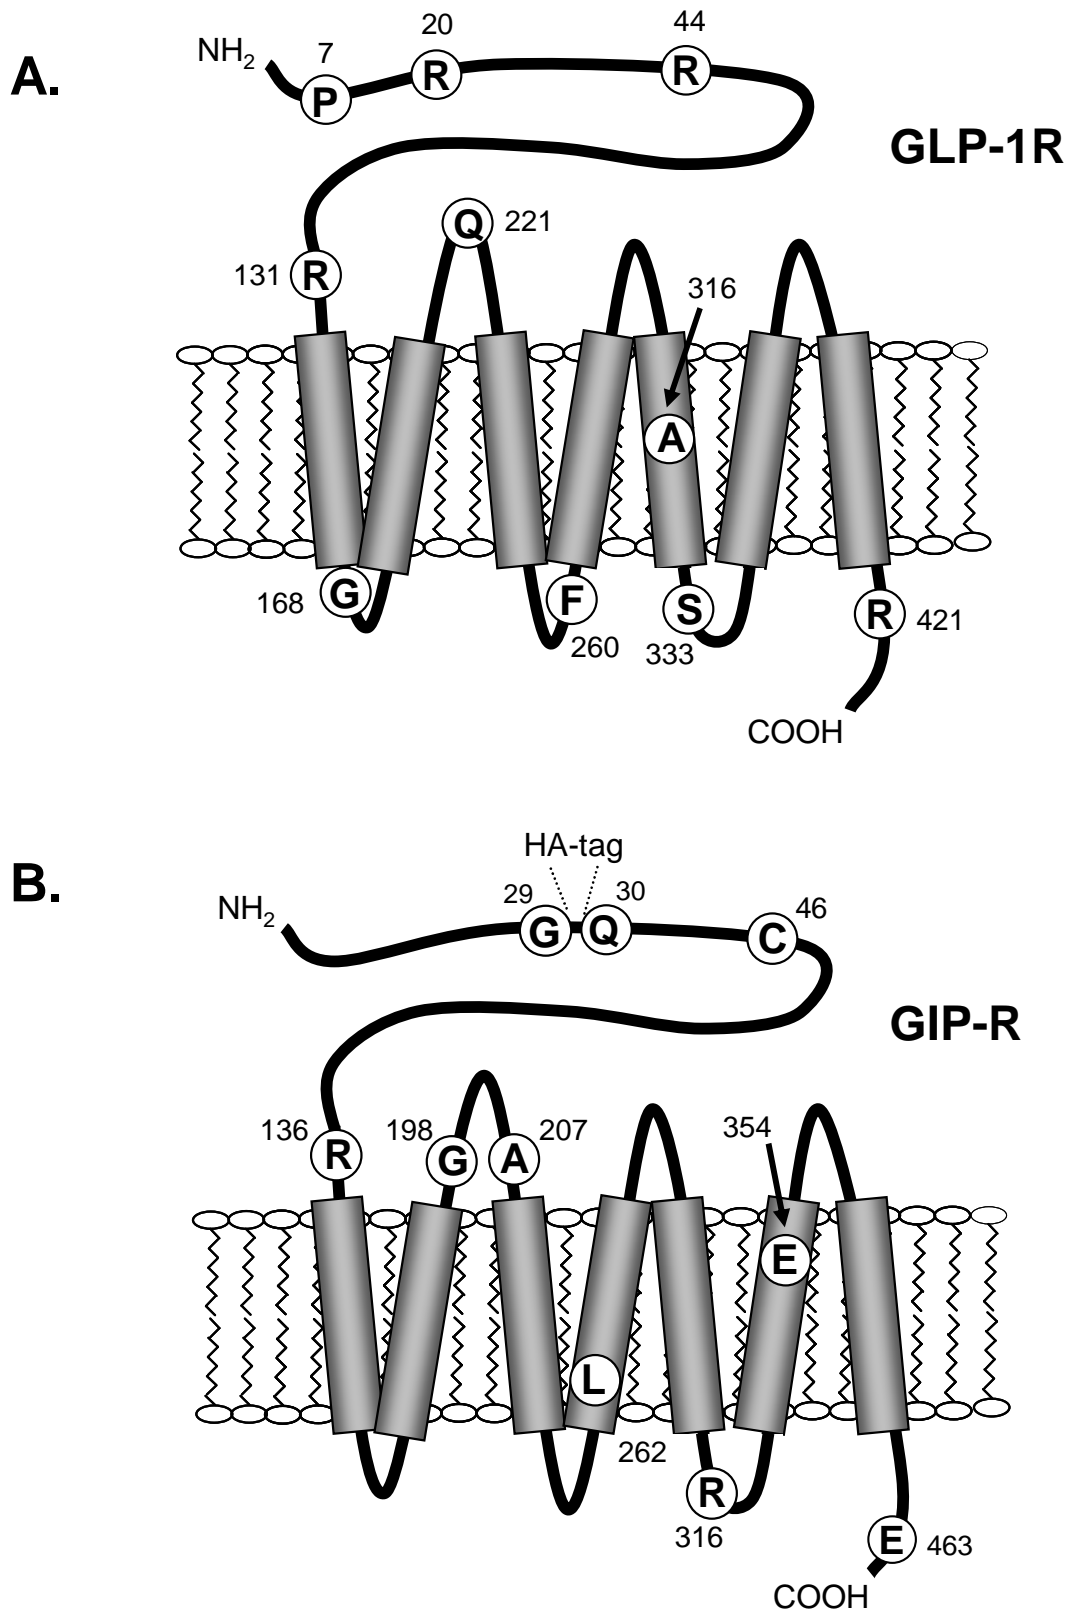 A.
NH2
7
20
44
P
R
R
GLP-1R
Q
221
131
R
316
A
168
G
F
260
S
333
R
421
COOH
B.
HA-tag
NH2
29
30
46
G
Q
C
GIP-R
136
R
198
G
A
207
354
E
L
262
R
316
E
463
COOH